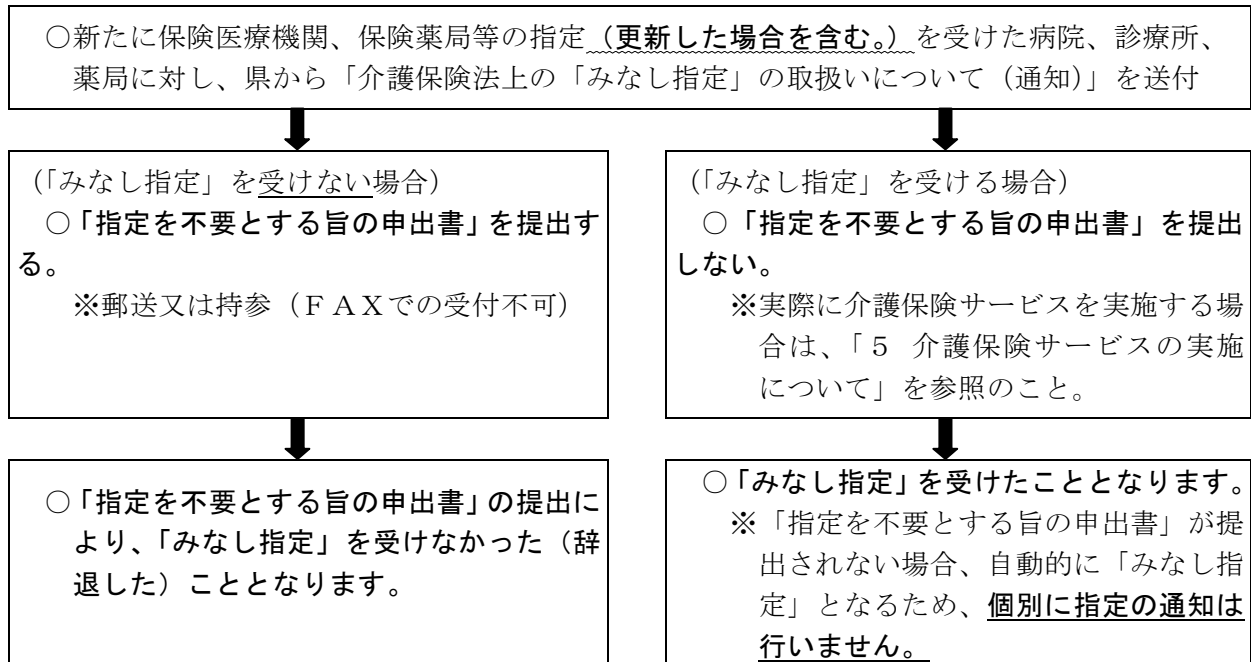 ○新たに保険医療機関、保険薬局等の指定（更新した場合を含む。）を受けた病院、診療所、
薬局に対し、県から「介護保険法上の「みなし指定」の取扱いについて（通知）」を送付
（「みなし指定」を受けない場合）
○「指定を不要とする旨の申出書」を提出す
る。
※郵送又は持参（ＦＡＸでの受付不可）
（「みなし指定」を受ける場合）
○「指定を不要とする旨の申出書」を提出
しない。
※実際に介護保険サービスを実施する場
合は、「５　介護保険サービスの実施
について」を参照のこと。
○「指定を不要とする旨の申出書」の提出に
より、「みなし指定」を受けなかった（辞
退した）こととなります。
○「みなし指定」を受けたこととなります。
※「指定を不要とする旨の申出書」が提
出されない場合、自動的に「みなし指
定」となるため、個別に指定の通知は
行いません。